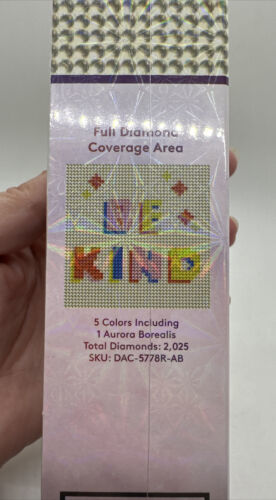 Full Diamond
Coverage Area
BE
KIND
5 Colors Including
1 Aurora Borealis
Total Diamonds: 2,025
SKU: DAC-5778R-AB